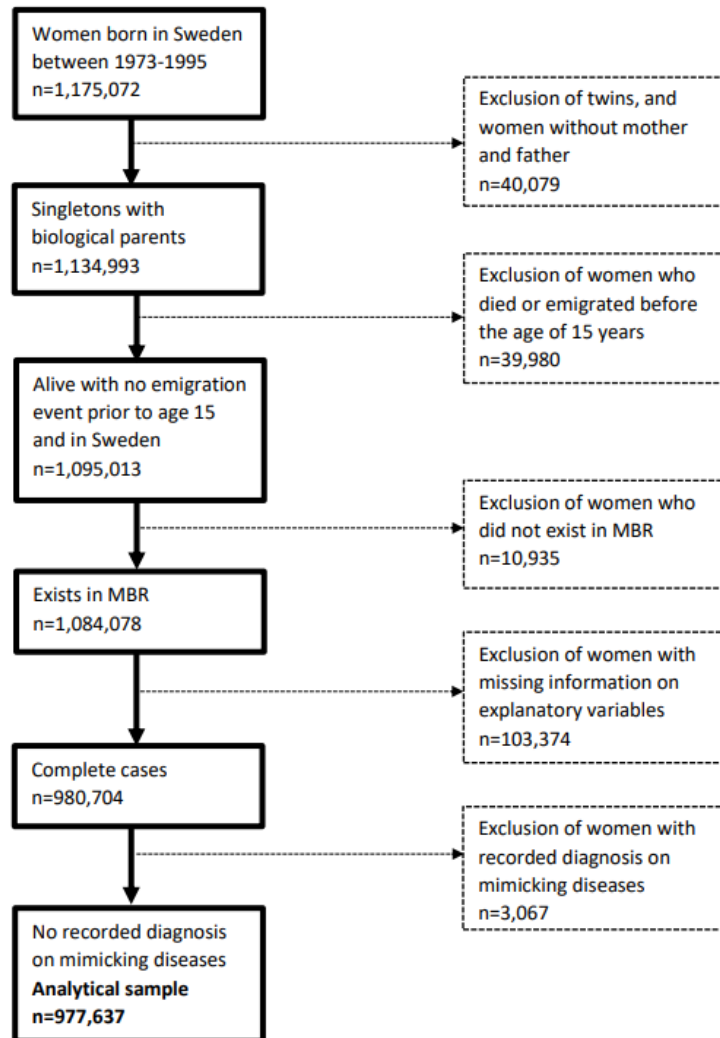 Women born in Sweden
between 1973-1995
n=1,175,072
Exclusion of twins, and
women without mother
and father
n=40,079
Singletons with
biological parents
n=1,134,993
Exclusion of women who
died or emigrated before
the age of 15 years
n=39,980
Alive with no emigration
event prior to age 15
and in Sweden
n=1,095,013
Exclusion of women who
did not exist in MBR
n=10,935
Exists in MBR
n=1,084,078
Exclusion of women with
missing information on
explanatory variables
n=103,374
Complete cases
n=980,704
Exclusion of women with
recorded diagnosis on
mimicking diseases
n=3,067
No recorded diagnosis
on mimicking diseases
Analytical sample
n=977,637